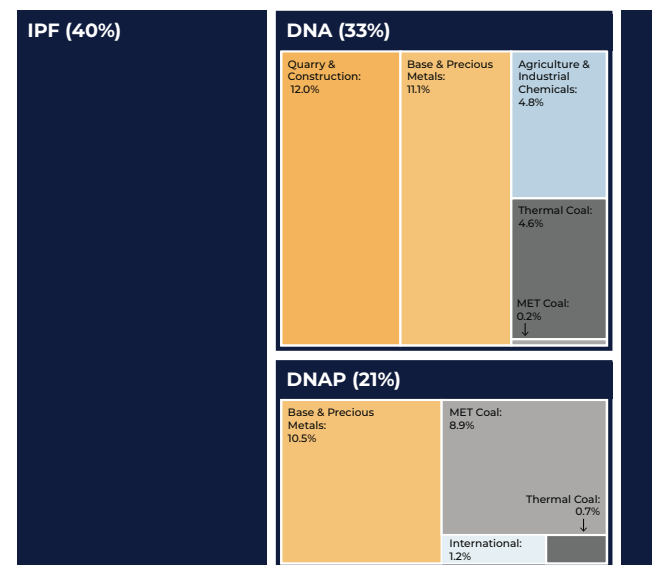 IPF (40%)
DNA (33%)
Quarry &
Construction:
12.0%
Base & Precious
Metals:
11.1%
Agriculture &
Industrial
Chemicals:
4.8%
Thermal Coal:
4.6%
MET Coal:
0.2%
↓
DNAP (21%)
Base & Precious
Metals:
10.5%
MET Coal:
8.9%
Thermal Coal:
0.7%
↓
International:
1.2%